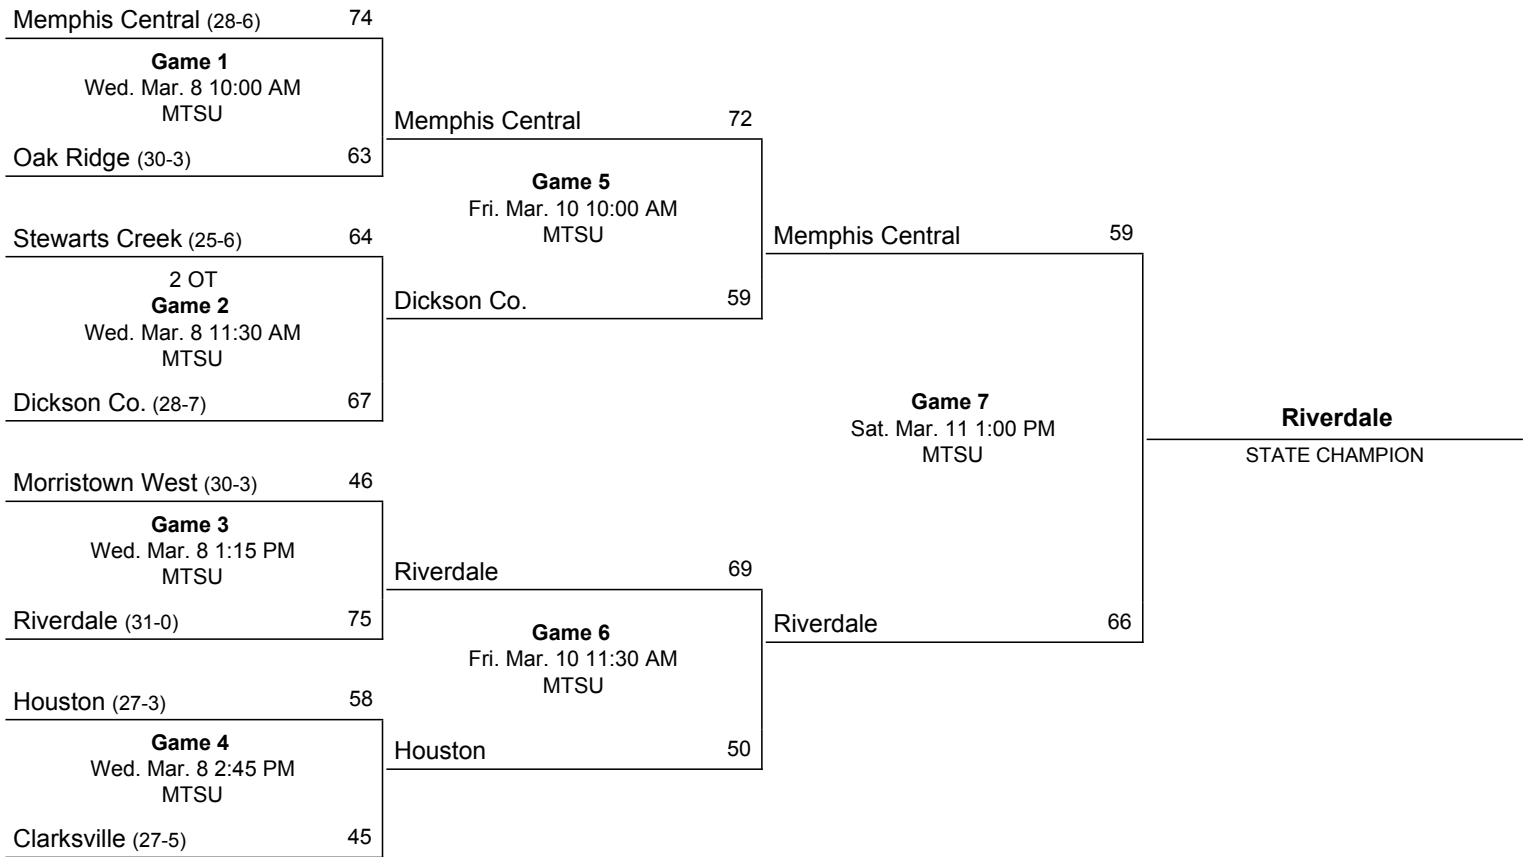 Memphis Central (28-6) 74
Game 1
Wed. Mar. 8 10:00 AM
MTSU
Oak Ridge (30-3) 63
Stewarts Creek (25-6) 64
2 OT
Game 2
Wed. Mar. 8 11:30 AM
MTSU
Dickson Co. (28-7) 67
Morristown West (30-3) 46
Game 3
Wed. Mar. 8 1:15 PM
MTSU
Riverdale (31-0) 75
Houston (27-3) 58
Game 4
Wed. Mar. 8 2:45 PM
MTSU
Clarksville (27-5) 45
Memphis Central 72
Game 5
Fri. Mar. 10 10:00 AM
MTSU
Dickson Co. 59
Riverdale 69
Game 6
Fri. Mar. 10 11:30 AM
MTSU
Houston 50
Memphis Central 59
Game 7
Sat. Mar. 11 1:00 PM
MTSU
Riverdale 66
Riverdale
STATE CHAMPION